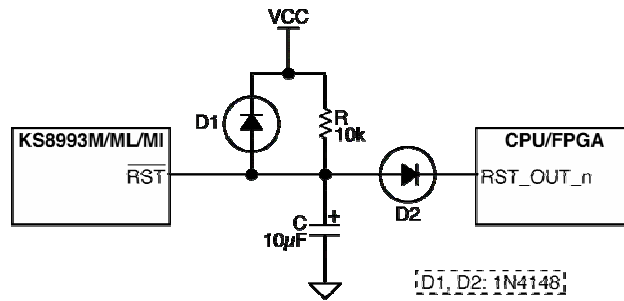 VCC
D1
R
10k
KS8993M/ML/MI
CPU/FPGA
RST
RST_OUT_n
D2
C
+
10µF
D1, D2: 1N4148